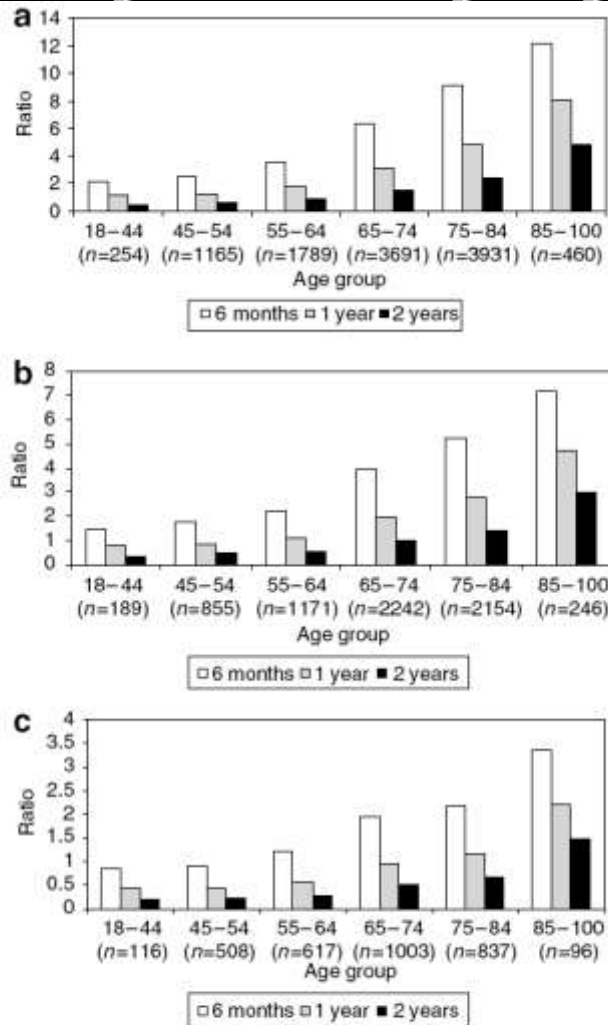 a
14
12
10
8
6
4
2
0
Ratio
18–44 45–54 55–64 65–74 75–84 85–100
(n=254) (n=1165) (n=1789) (n=3691) (n=3931) (n=460)
Age group
6 months 1 year 2 years
b
8
7
6
5
4
3
2
1
0
Ratio
18–44 45–54 55–64 65–74 75–84 85–100
(n=189) (n=855) (n=1171) (n=2242) (n=2154) (n=246)
Age group
6 months 1 year 2 years
c
4
3.5
3
2.5
2
1.5
1
0.5
0
Ratio
18–44 45–54 55–64 65–74 75–84 85–100
(n=116) (n=508) (n=617) (n=1003) (n=837) (n=96)
Age group
6 months 1 year 2 years